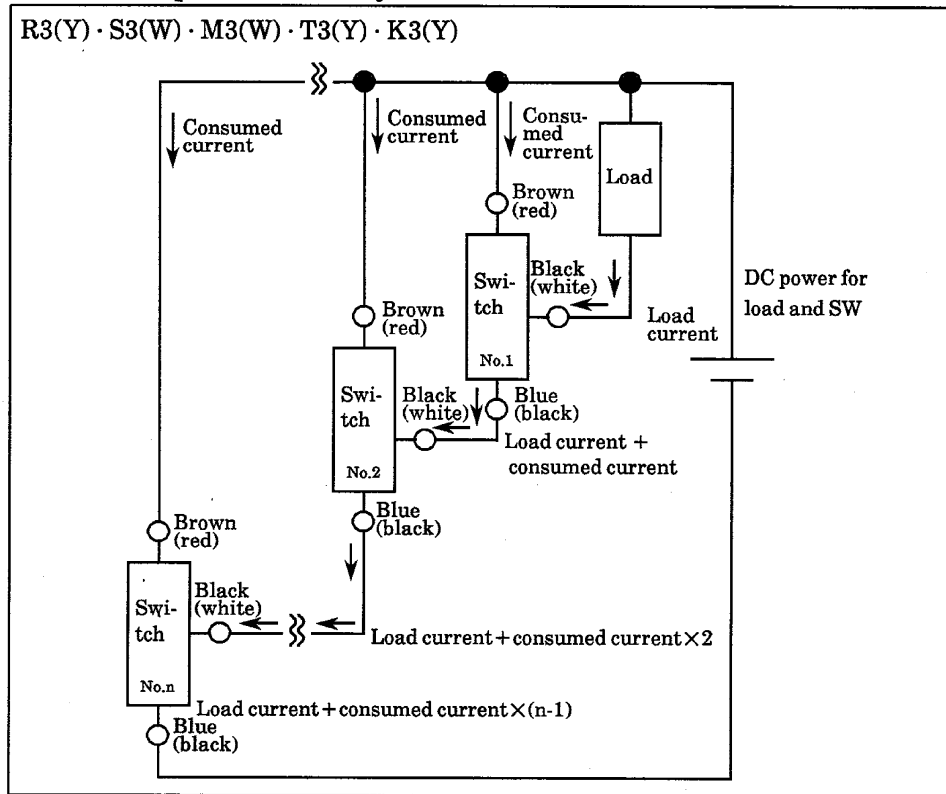 R3(Y)・S3(W)・M3(W)・T3(Y)・K3(Y)
Consumed
current
Consumed
current
Consu-
med
current
Load
Brown
(red)
Swi-
tch
No.1
Black
(white)
Load
current
DC power for
load and SW
Brown
(red)
Swi-
tch
No.2
Black
(white)
Blue
(black)
Load current +
consumed current
Blue
(black)
Brown
(red)
Swi-
tch
No.n
Black
(white)
Load current+consumed current×2
Load current+consumed current×(n-1)
Blue
(black)